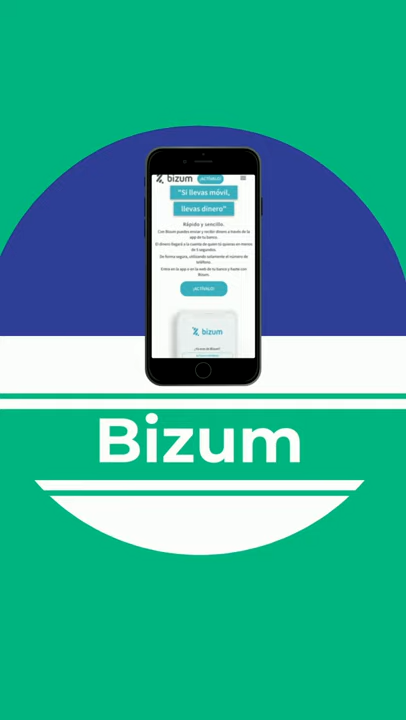 bizum ¡ACTÍVALO!
"Si llevas móvil,
llevas dinero"
Rápido y sencillo.
Con Bizum puedes enviar y recibir dinero a través de la
app de tu banco.
El dinero llegará a la cuenta de quien tú quieras en menos
de 5 segundos.
De forma segura, utilizando solamente el número de
teléfono.
Entra en la app o en la web de tu banco y hazte con
Bizum.
¡ACTÍVALO!
bizum
Bizum